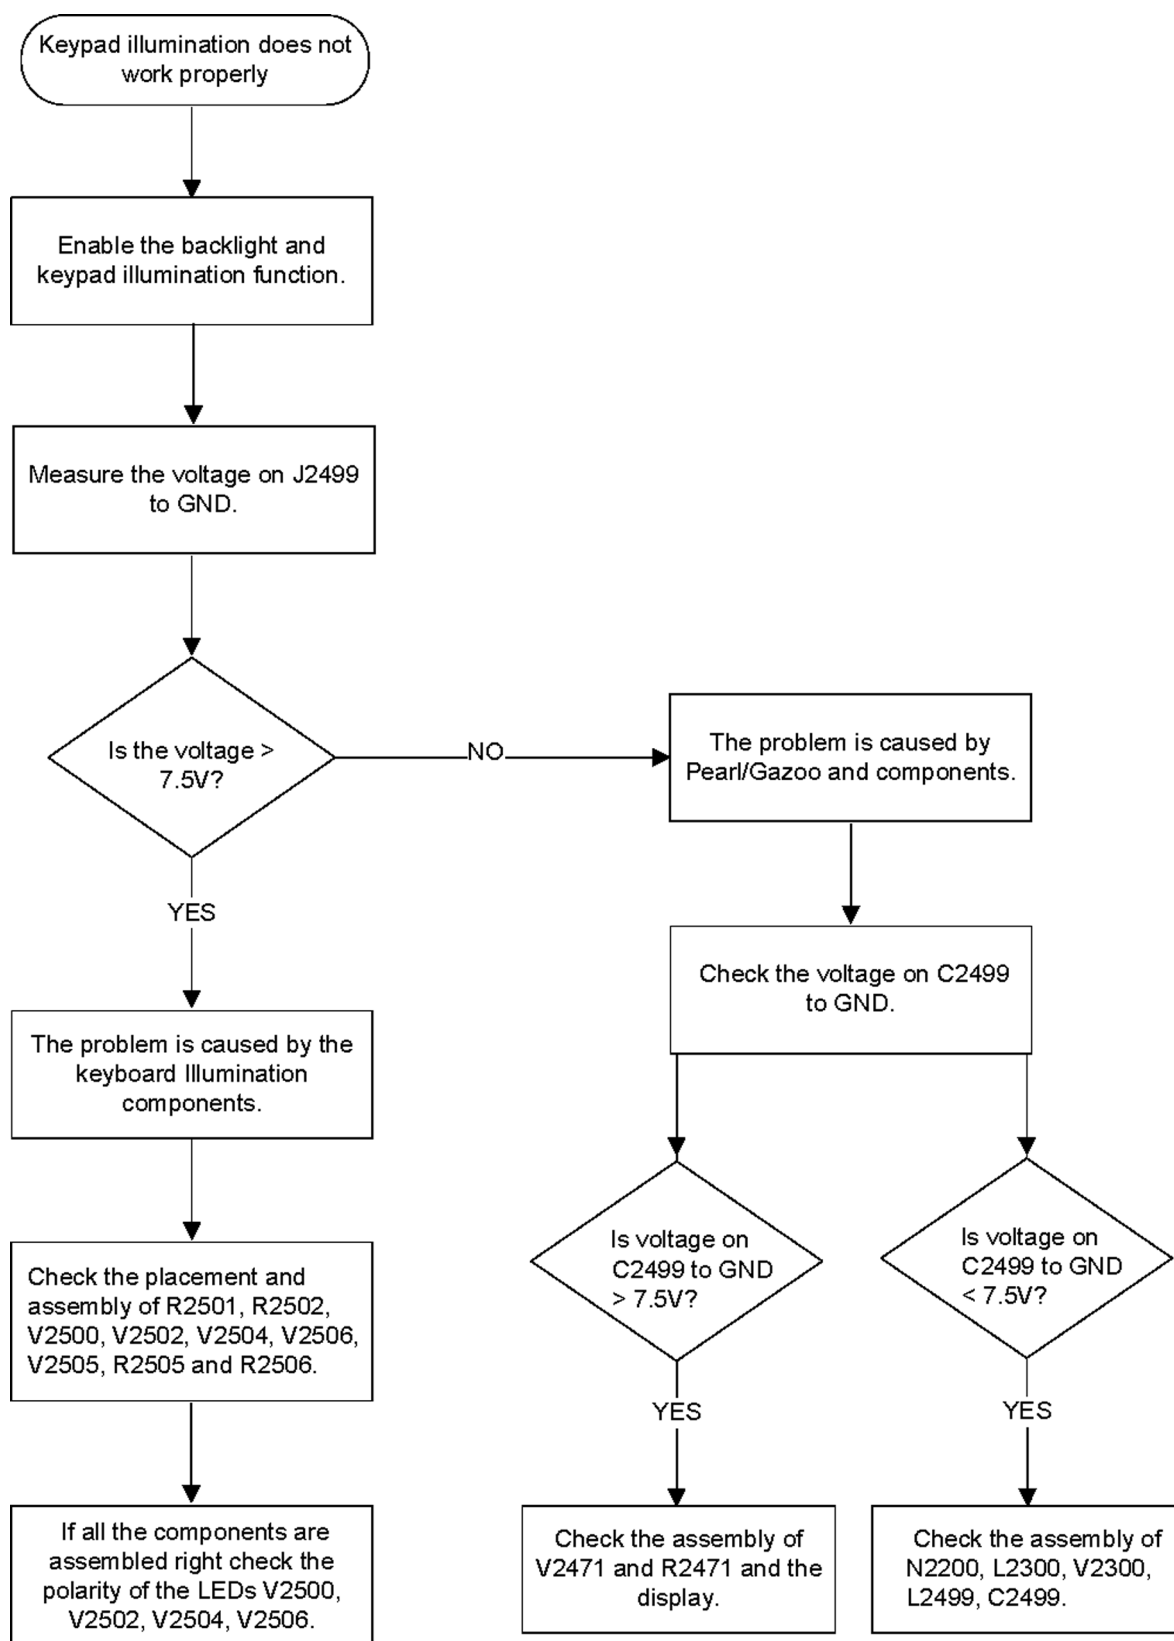 Keypad illumination does not
work properly
Enable the backlight and
keypad illumination function.
Measure the voltage on J2499
to GND.
Is the voltage >
7.5V?
NO
The problem is caused by
Pearl/Gazoo and components.
YES
Check the voltage on C2499
to GND.
The problem is caused by the
keyboard Illumination
components.
Is voltage on
C2499 to GND
> 7.5V?
Is voltage on
C2499 to GND
< 7.5V?
Check the placement and
assembly of R2501, R2502,
V2500, V2502, V2504, V2506,
V2505, R2505 and R2506.
YES
YES
If all the components are
assembled right check the
polarity of the LEDs V2500,
V2502, V2504, V2506.
Check the assembly of
V2471 and R2471 and the
display.
Check the assembly of
N2200, L2300, V2300,
L2499, C2499.